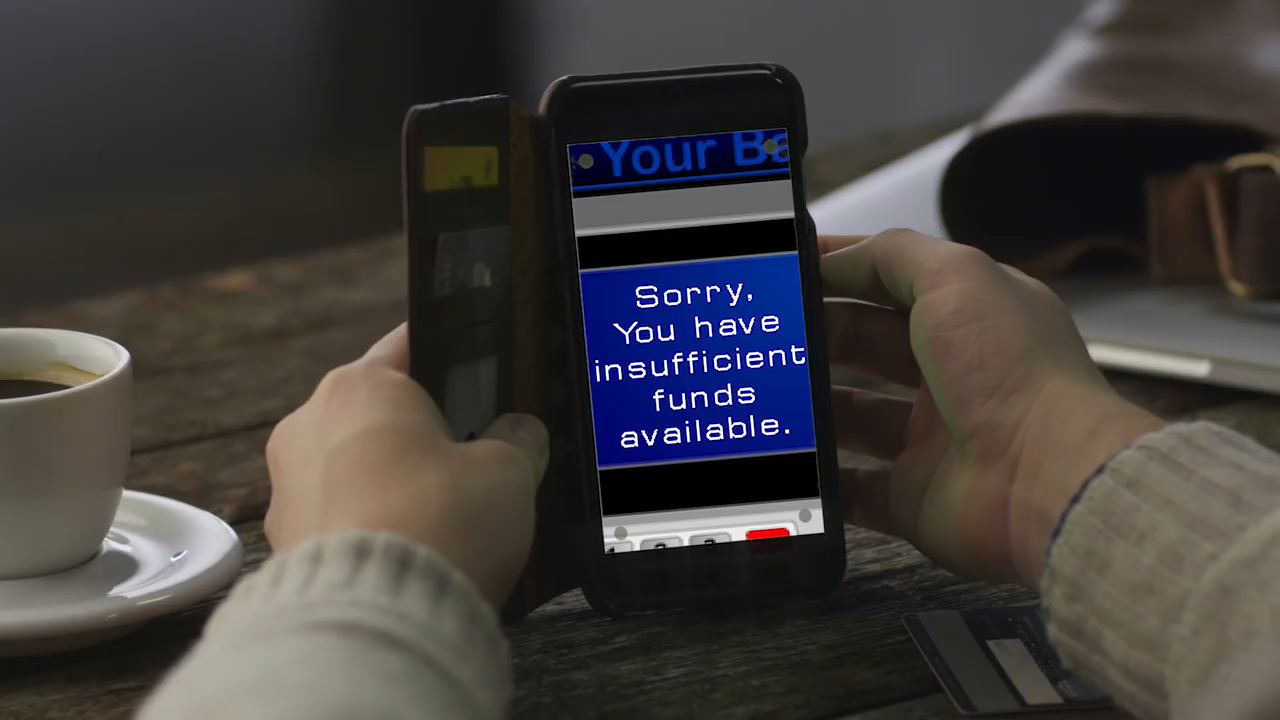 Your Ba
Sorry,
You have
insufficient
funds
available.